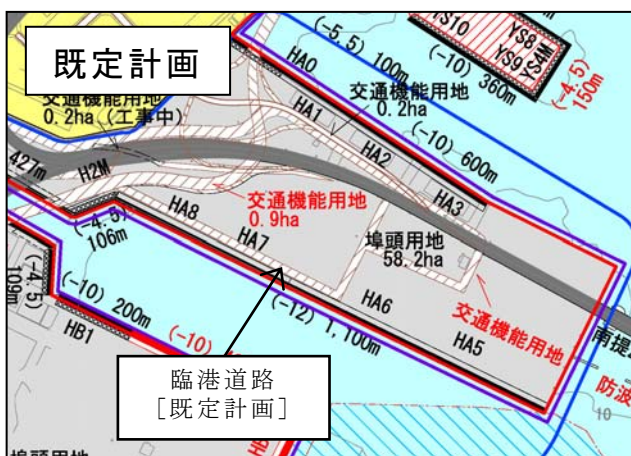 既定計画
HA0
(-5.5) 100m
YS10
YS8
YS9
YS4M
(-10) 360m
(-4.5)
150m
交通機能用地
0.2ha (工事中)
交通機能用地
0.2ha
HA1
HA2
HA3
(-10) 600m
427m
H2M
交通機能用地
0.9ha
(-4.5)
106m
HA8
HA7
埠頭用地
58.2ha
HA6
HA5
交通機能用地
(-12) 1,100m
(-4.5)
109m
(-10) 200m
HB1
(-10)
臨港道路
[既定計画]
南堤
防波
10
埠頭用地